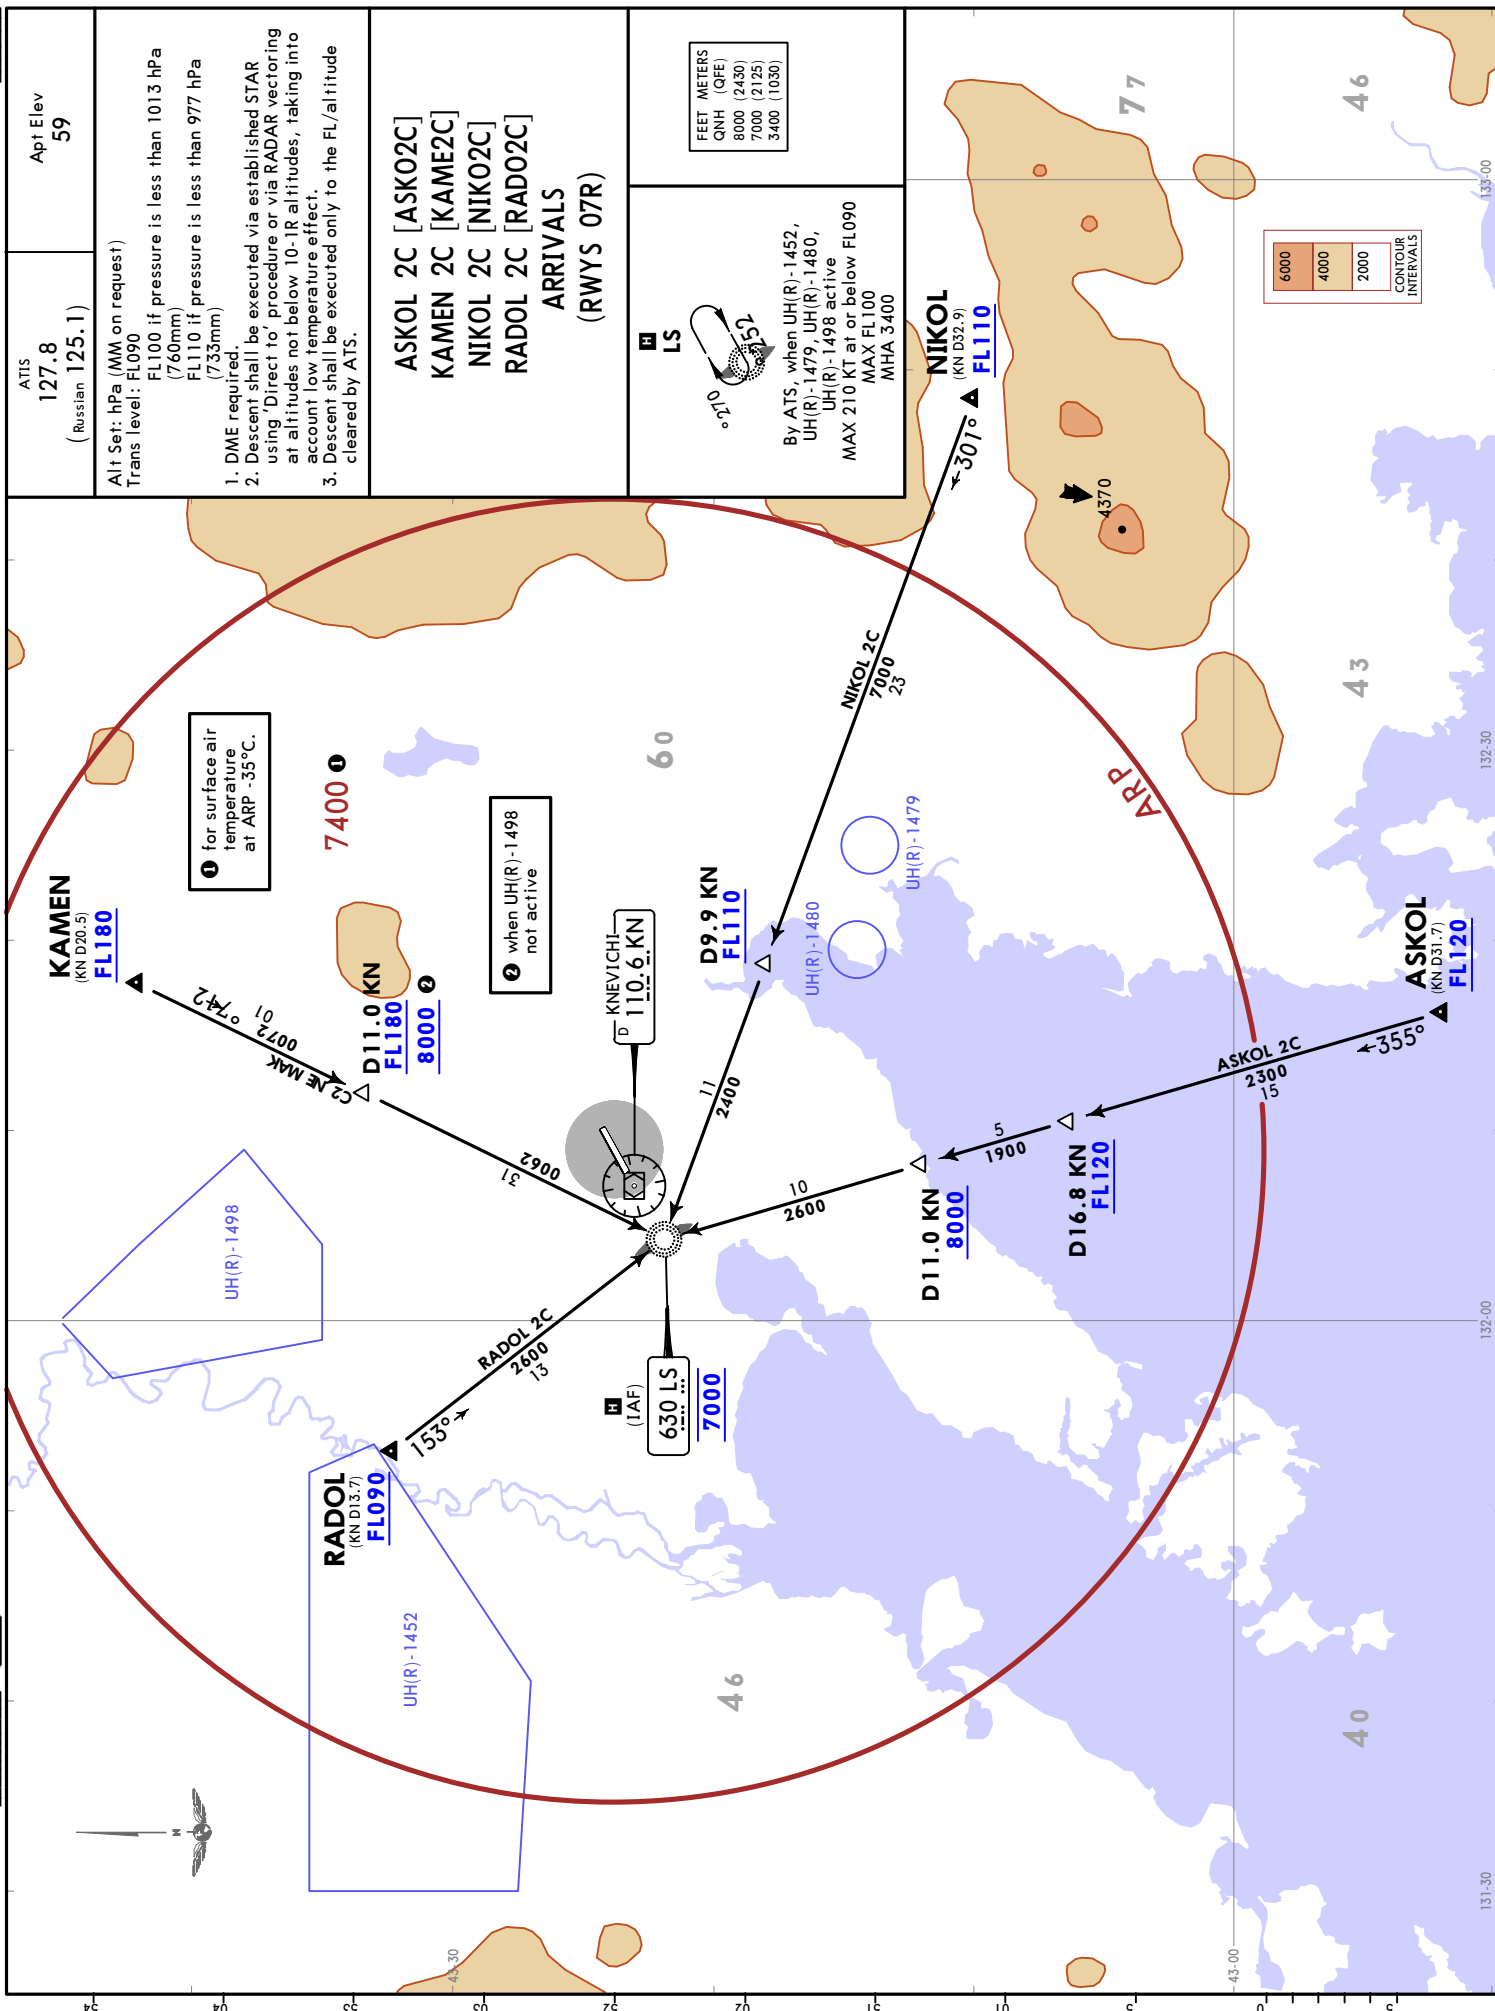 ATIS
127.8
(Russian 125.1)
Apt Elev
59
Alt Set: hPa (MM on request)
Trans level: FL090
FL100 if pressure is less than 1013 hPa
(760mm)
FL110 if pressure is less than 977 hPa
(733mm)
1. DME required.
2. Descent shall be executed via established STAR
using 'Direct to' procedure or via RADAR vectoring
at altitudes not below 10-1R altitudes, taking into
account low temperature effect.
3. Descent shall be executed only to the FL/altitude
cleared by ATS.
ASKOL 2C [ASKO2C]
KAMEN 2C [KAME2C]
NIKOL 2C [NIKO2C]
RADOL 2C [RADO2C]
ARRIVALS
(RWYS 07R)
H
LS
270°
252°
By ATS, when UH(R)-1452,
UH(R)-1479, UH(R)-1480,
UH(R)-1498 active
MAX 210 KT at or below FL090
MAX FL100
MHA 3400
FEET METERS
QNH (QFE)
8000 (2430)
7000 (2125)
3400 (1030)
KAMEN
(KN D20.5)
FL180
217°
10
2700
KAMEN 2C
D11.0 KN
FL180
8000 2
13
2900
1 for surface air
temperature
at ARP -35°C.
7400 1
2 when UH(R)-1498
not active
KNEVICHI
D 110.6 KN
D9.9 KN
FL110
UH(R)-1480
UH(R)-1479
60
NIKOL 2C
7000
23
11
2400
NIKOL
(KN D32.9)
FL110
301°
4370
77
46
43
6000
4000
2000
CONTOUR
INTERVALS
ARP
ASKOL
(KN D31.7)
FL120
355°
ASKOL 2C
2300
15
D16.8 KN
FL120
5
1900
D11.0 KN
8000
10
2600
UH(R)-1498
RADOL
(KN D13.7)
FL090
153°
RADOL 2C
2600
13
H
(IAF)
630 LS
7000
UH(R)-1452
N
46
40
43-30
43-00
131-30
132-00
132-30
133-00